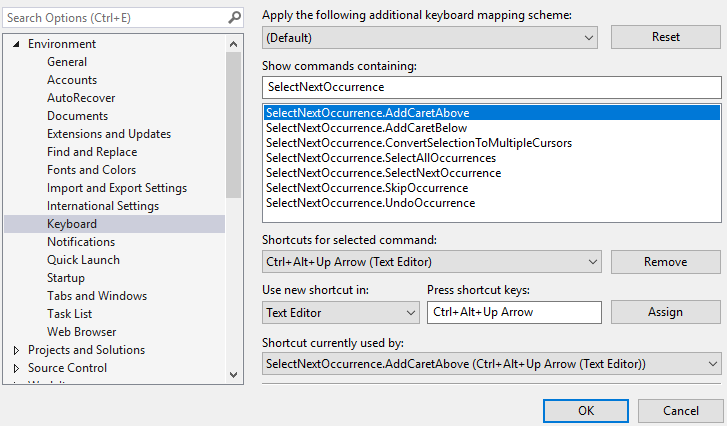 Search Options (Ctrl+E)
Environment
General
Accounts
AutoRecover
Documents
Extensions and Updates
Find and Replace
Fonts and Colors
Import and Export Settings
International Settings
Keyboard
Notifications
Quick Launch
Startup
Tabs and Windows
Task List
Web Browser
Projects and Solutions
Source Control
Apply the following additional keyboard mapping scheme:
(Default)
Reset
Show commands containing:
SelectNextOccurrence
SelectNextOccurrence.AddCaretAbove
SelectNextOccurrence.AddCaretBelow
SelectNextOccurrence.ConvertSelectionToMultipleCursors
SelectNextOccurrence.SelectAllOccurrences
SelectNextOccurrence.SelectNextOccurrence
SelectNextOccurrence.SkipOccurrence
SelectNextOccurrence.UndoOccurrence
Shortcuts for selected command:
Ctrl+Alt+Up Arrow (Text Editor)
Remove
Use new shortcut in:
Press shortcut keys:
Text Editor
Ctrl+Alt+Up Arrow
Assign
Shortcut currently used by:
SelectNextOccurrence.AddCaretAbove (Ctrl+Alt+Up Arrow (Text Editor))
OK
Cancel